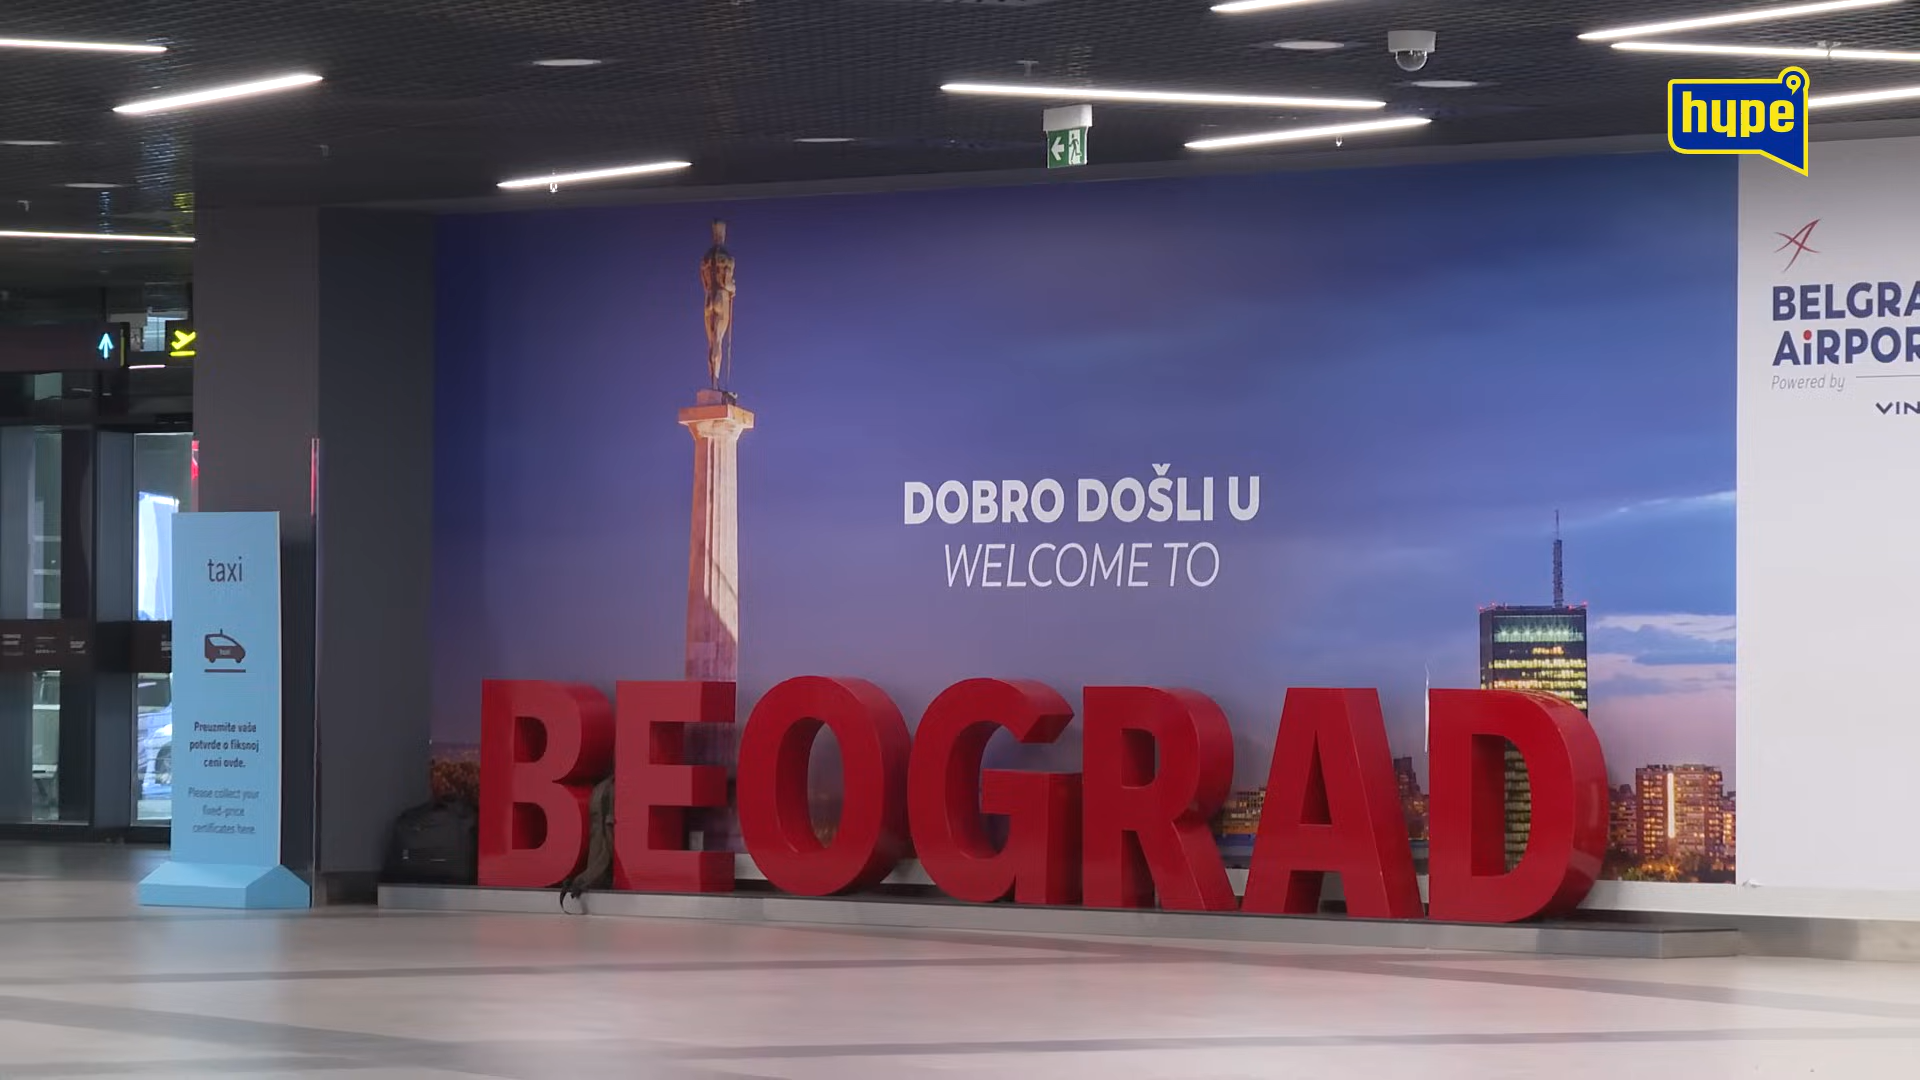 hype
BELGRA
AiRPOR
Powered by
VIN
DOBRO DOŠLI U
WELCOME TO
BEOGRAD
taxi
Preuzmite vaše
potvrde o fiksnoj
ceni ovde.
Please collect your
fixed-price
certificates here.